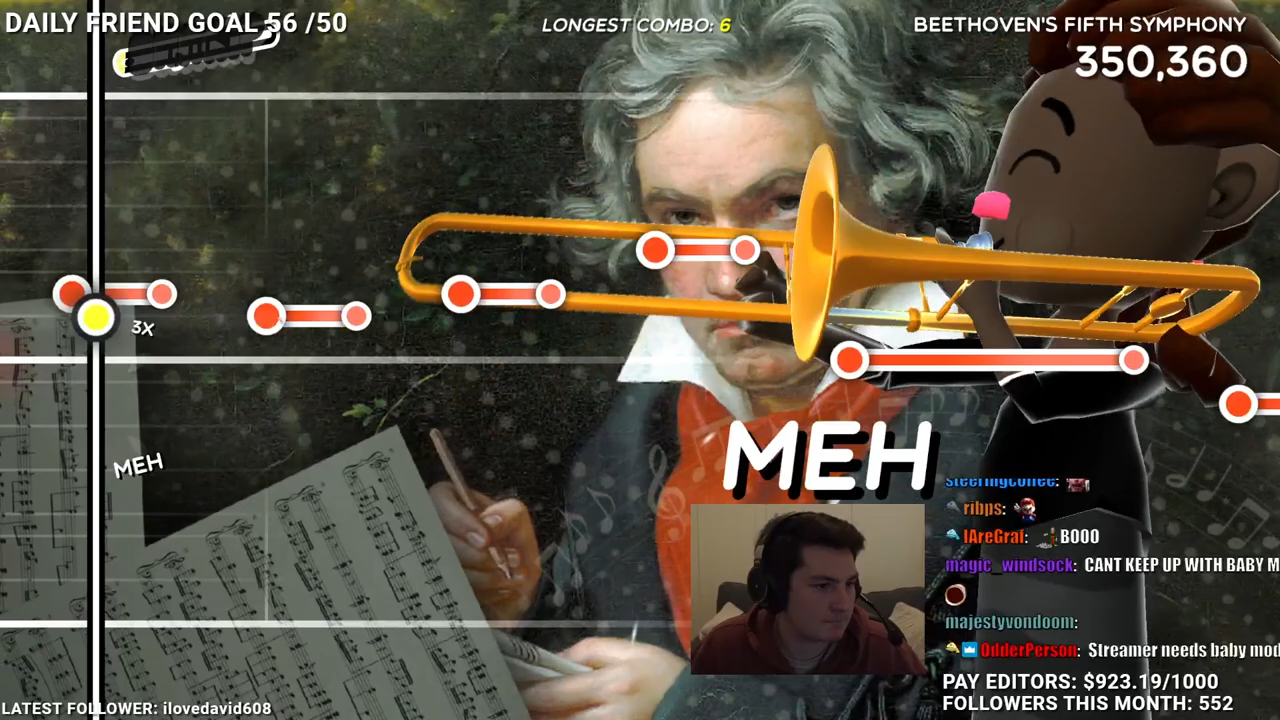 DAILY FRIEND GOAL 56 /50
LONGEST COMBO: 6
BEETHOVEN'S FIFTH SYMPHONY
350,360
3X
MEH
MEH
steeringcoffee:
ribps:
IAreGraf: BOOO
magic_windsock: CANT KEEP UP WITH BABY M
majestyvondoom:
OdderPerson: Streamer needs baby mod
PAY EDITORS: $923.19/1000
FOLLOWERS THIS MONTH: 552
LATEST FOLLOWER: ilovedavid608